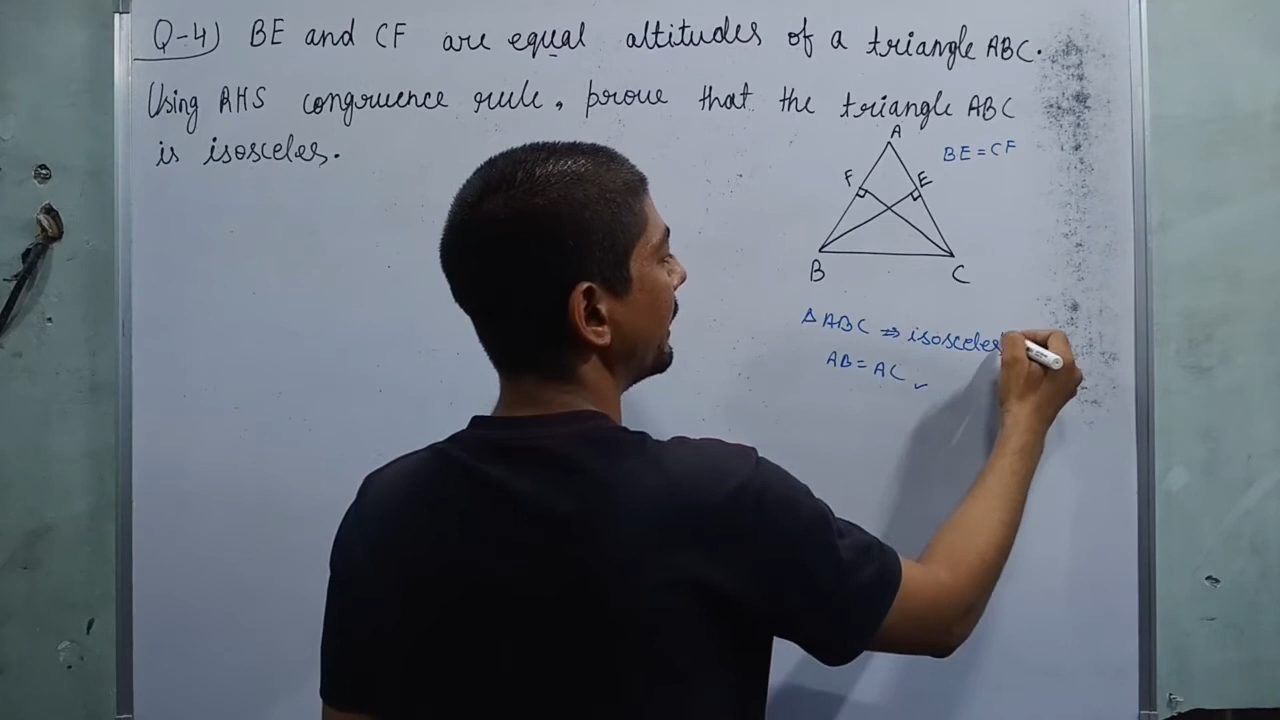 Q-4) BE and CF are equal altitudes of a triangle ABC.
Using RHS congruence rule, prove that the triangle ABC
is isosceles.
A
BE = CF
F
E
B
C
Δ ABC ⇒ isosceles
AB = AC ✓